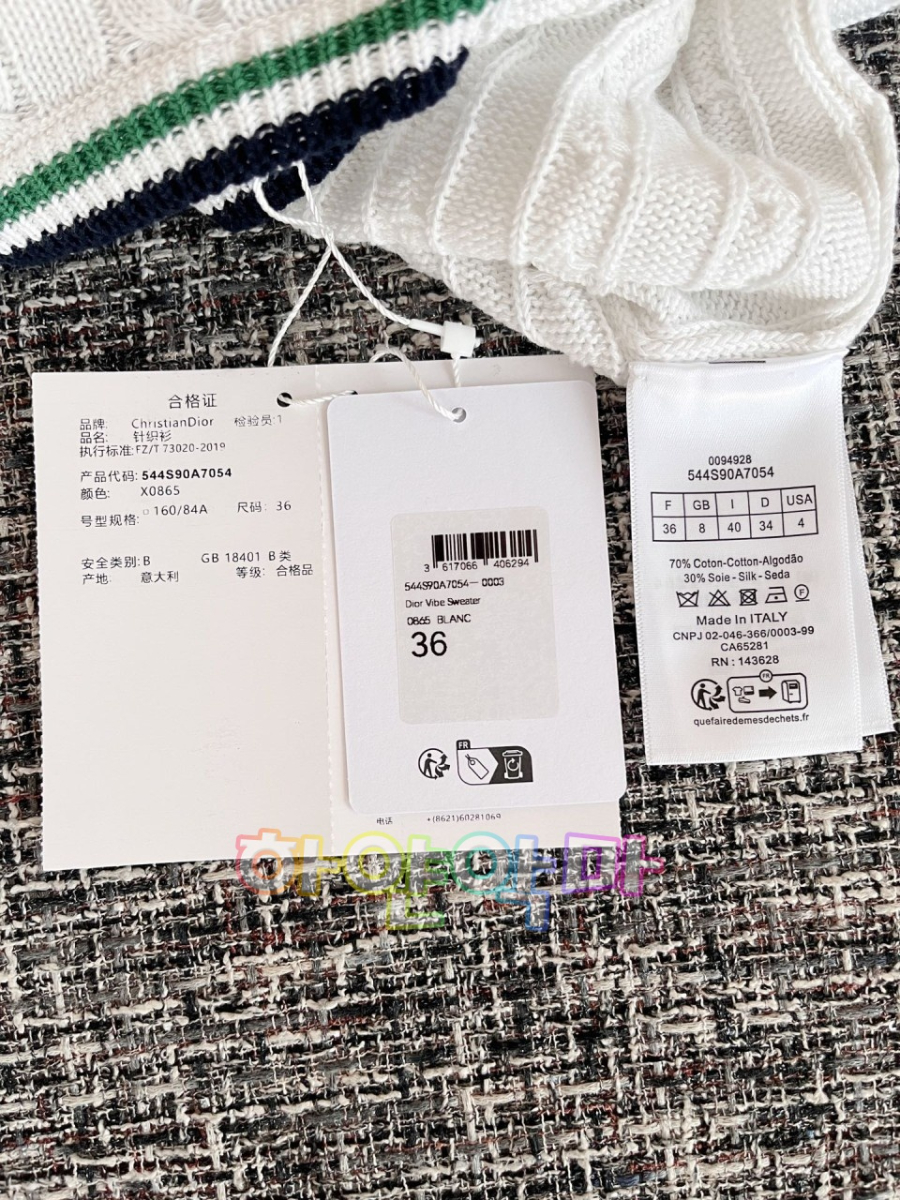 合格证
品牌: ChristianDior 检验员:1
品名: 针织衫
执行标准:FZ/T 73020-2019
产品代码: 544S90A7054
颜色: X0865
号型规格: 160/84A 尺码: 36
安全类别: B GB 18401 B 类
产地: 意大利 等级: 合格品
电话 +(8621)60281069
3 617066 406294
544S90A7054-0003
Dior Vibe Sweater
0865 BLANC
36
FR
0094928
544S90A7054
F GB I D USA
36 8 40 34 4
70% Coton-Cotton-Algodão
30% Soie - Silk - Seda
F
Made In ITALY
CNPJ 02-046-366/0003-99
CA65281
RN : 143628
FR
quefairedemesdechets.fr
하얀악마